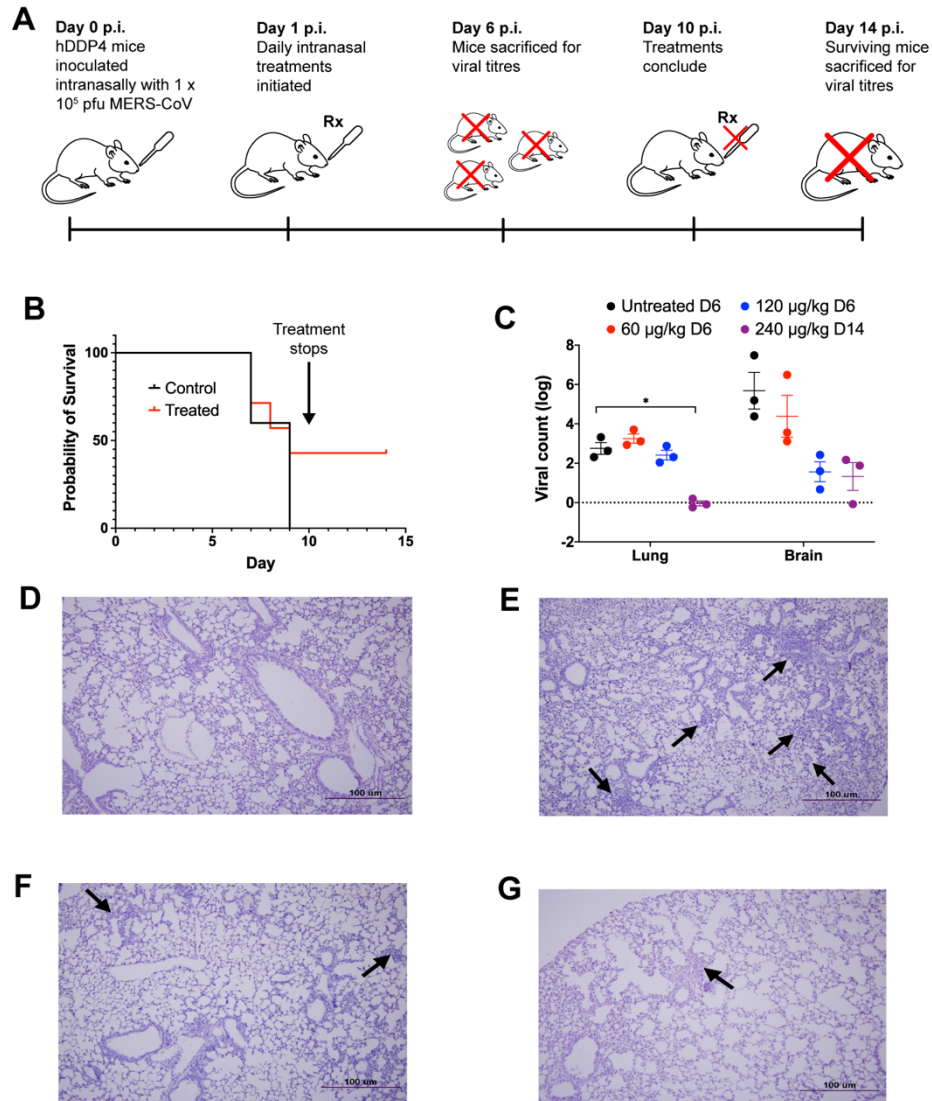 A
Day 0 p.i.
hDDP4 mice
inoculated
intranasally with 1 x
10⁵ pfu MERS-CoV
Day 1 p.i.
Daily intranasal
treatments
initiated
Rx
Day 6 p.i.
Mice sacrificed for
viral titres
Day 10 p.i.
Treatments
conclude
Rx
Day 14 p.i.
Surviving mice
sacrificed for
viral titres
B
Treatment
stops
Probability of Survival
100
50
0
Control
Treated
0
5
10
15
Day
C
Untreated D6
120 µg/kg D6
60 µg/kg D6
240 µg/kg D14
Viral count (log)
8
6
4
2
0
-2
*
Lung
Brain
D
100 um
E
100 um
F
100 um
G
100 um